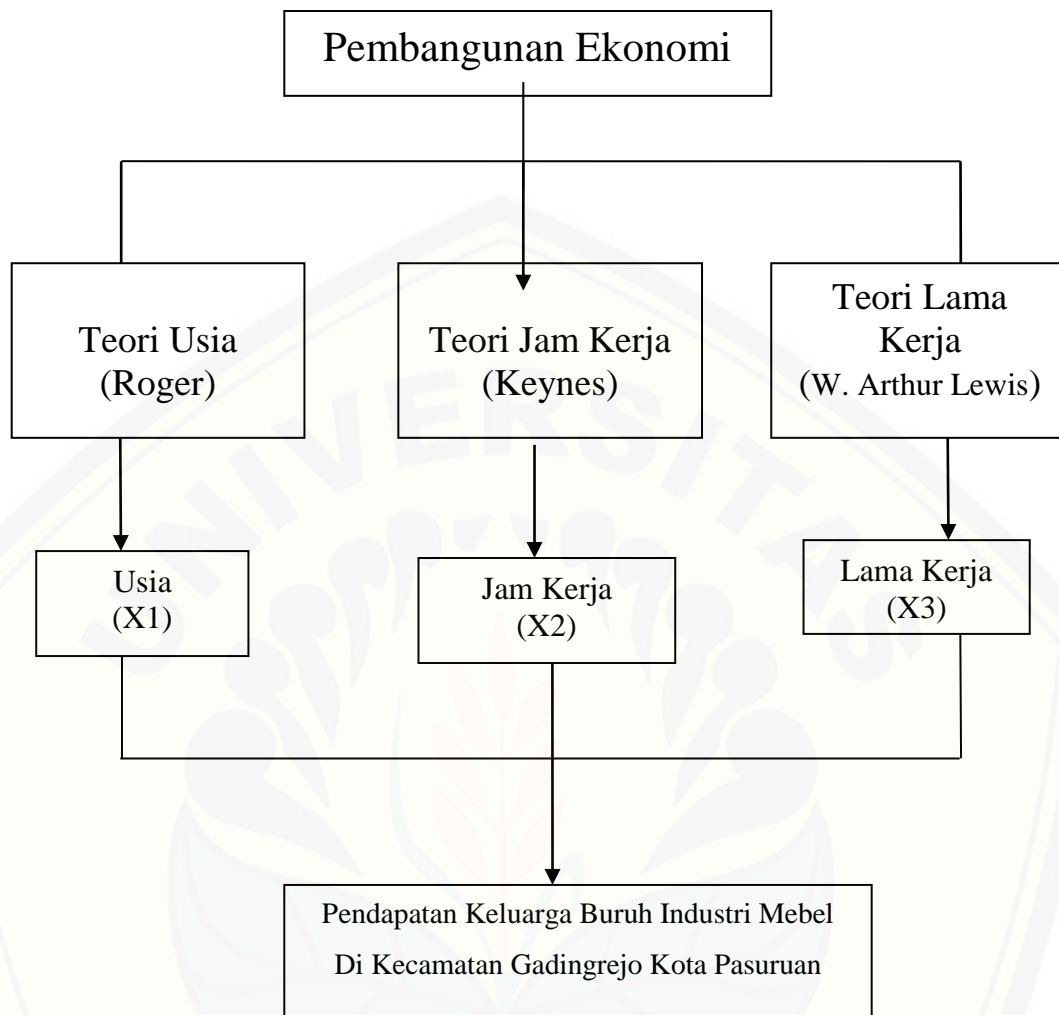 Pembangunan Ekonomi
Teori Usia
(Roger)
Teori Jam Kerja
(Keynes)
Teori Lama
Kerja
(W. Arthur Lewis)
Usia
(X1)
Jam Kerja
(X2)
Lama Kerja
(X3)
Pendapatan Keluarga Buruh Industri Mebel
Di Kecamatan Gadingrejo Kota Pasuruan
UNIVERSITAS